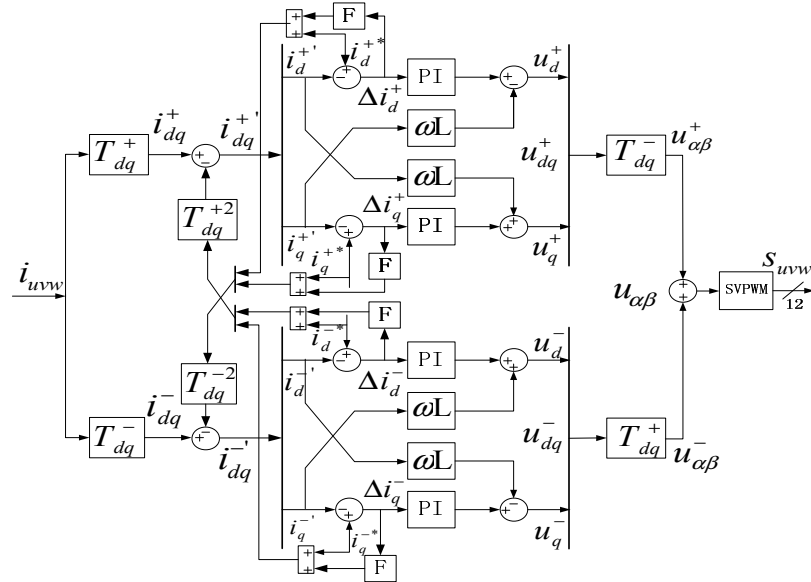 F
i_d^{+*}
i_d^{+'}
Δi_d^+
PI
u_d^+
ωL
i_{dq}^+
i_{dq}^{+'}
T_{dq}^+
u_{dq}^+
T_{dq}^-
u_{αβ}^+
ωL
T_{dq}^{+2}
Δi_q^+
PI
i_q^{+'}
i_q^{+*}
u_q^+
F
i_{uvw}
s_{uvw}
SVPWM
12
u_{αβ}
F
i_d^{-*}
PI
u_d^-
T_{dq}^{-2}
i_d^{-'}
Δi_d^-
ωL
i_{dq}^-
T_{dq}^-
i_{dq}^{-'}
u_{dq}^-
T_{dq}^+
u_{αβ}^-
ωL
Δi_q^-
PI
i_q^{-'}
i_q^{-*}
u_q^-
F